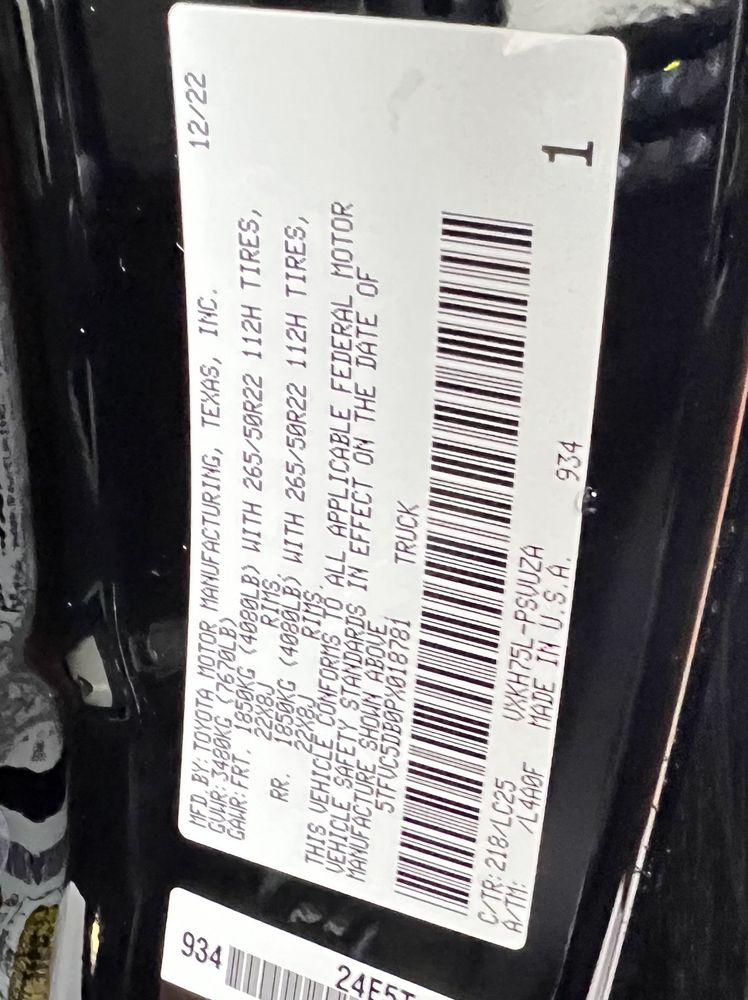 MFD. BY: TOYOTA MOTOR MANUFACTURING, TEXAS, INC. 12/22
GVWR: 3480KG (7670LB)
GAWR: FRT. 1850KG (4080LB) WITH 265/50R22 112H TIRES,
22X8J RIMS
RR. 1850KG (4080LB) WITH 265/50R22 112H TIRES,
22X8J RIMS.
THIS VEHICLE CONFORMS TO ALL APPLICABLE FEDERAL MOTOR
VEHICLE SAFETY STANDARDS IN EFFECT ON THE DATE OF
MANUFACTURE SHOWN ABOVE.
5TFVC5DB0PX018781 TRUCK
C/TR: 218/LC25 VXKH75L-PSVUZA
A/TM: /L4A0F MADE IN U.S.A. 934 1
934
24E5T